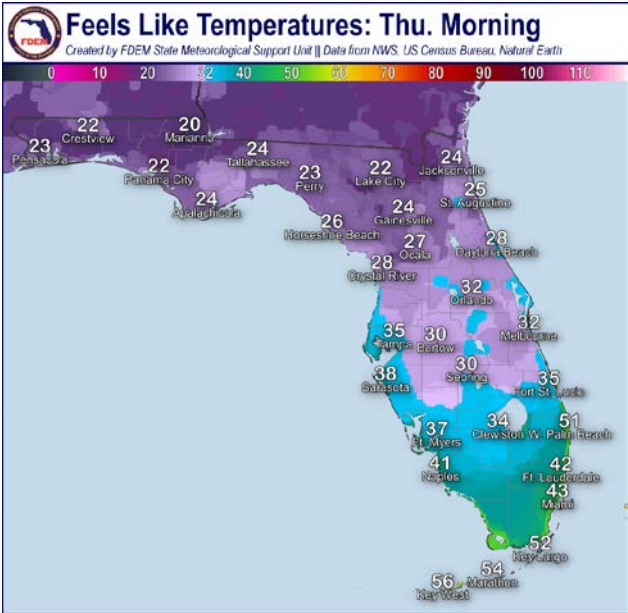 FDEM
Feels Like Temperatures: Thu. Morning
Created by FDEM State Meteorological Support Unit || Data from NWS, US Census Bureau, Natural Earth
0 10 20 32 40 50 60 70 80 90 100 110
23
Pensacola
22
Crestview
20
Marianna
22
Panama City
24
Apalachicola
24
Tallahassee
23
Perry
22
Lake City
24
Jacksonville
25
St. Augustine
24
Gainesville
26
Horseshoe Beach
27
Ocala
28
Daytona Beach
28
Crystal River
32
Orlando
32
Melbourne
35
Tampa
30
Bartow
30
Sebring
38
Sarasota
35
Port St. Lucie
37
Ft. Myers
34
Clewiston
51
W. Palm Beach
41
Naples
42
Ft. Lauderdale
43
Miami
52
Key Largo
54
Marathon
56
Key West